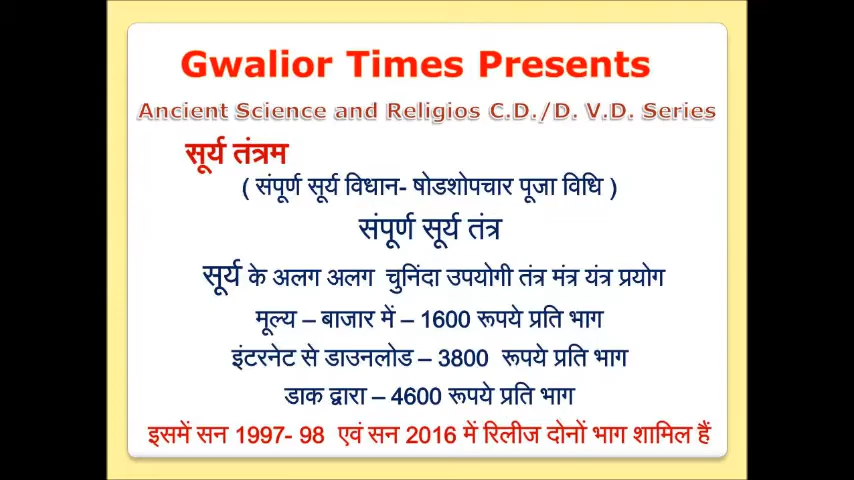 Gwalior Times Presents
Ancient Science and Religios C.D./D. V.D. Series
सूर्य तंत्रम
( संपूर्ण सूर्य विधान- षोडशोपचार पूजा विधि )
संपूर्ण सूर्य तंत्र
सूर्य के अलग अलग चुनिंदा उपयोगी तंत्र मंत्र यंत्र प्रयोग
मूल्य – बाजार में – 1600 रूपये प्रति भाग
इंटरनेट से डाउनलोड – 3800 रूपये प्रति भाग
डाक द्वारा – 4600 रूपये प्रति भाग
इसमें सन 1997- 98 एवं सन 2016 में रिलीज दोनों भाग शामिल हैं